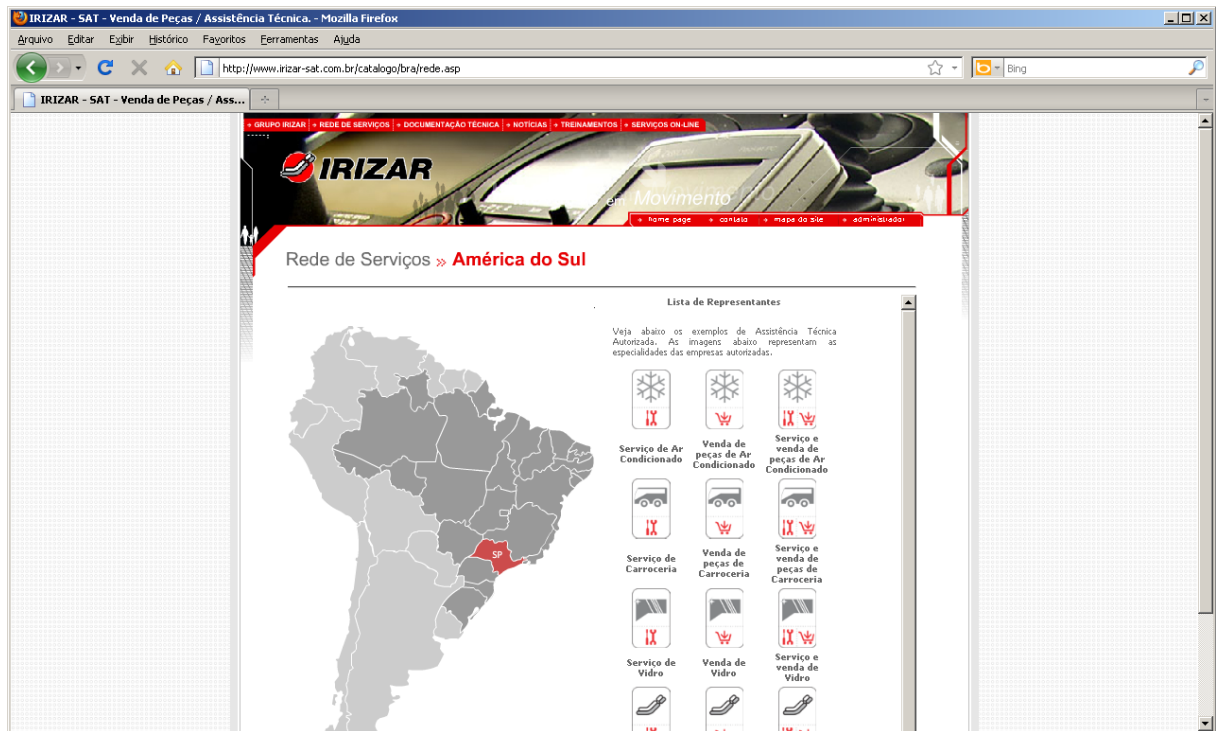 IRIZAR - SAT - Venda de Peças / Assistência Técnica. - Mozilla Firefox
Arquivo Editar Exibir Histórico Favoritos Ferramentas Ajuda
http://www.irizar-sat.com.br/catalogo/bra/rede.asp
Bing
IRIZAR - SAT - Venda de Peças / Ass...
GRUPO IRIZAR REDE DE SERVIÇOS DOCUMENTAÇÃO TÉCNICA NOTÍCIAS TREINAMENTOS SERVIÇOS ON-LINE
IRIZAR
em Movimento
home page contato mapa do site administrador
Rede de Serviços » América do Sul
Lista de Representantes
Veja abaixo os exemplos de Assistência Técnica
Autorizada. As imagens abaixo representam as
especialidades das empresas autorizadas.
Serviço de Ar
Condicionado
Venda de
peças de Ar
Condicionado
Serviço e
venda de
peças de Ar
Condicionado
SP
Serviço de
Carroceria
Venda de
peças de
Carroceria
Serviço e
venda de
peças de
Carroceria
Serviço de
Vidro
Venda de
Vidro
Serviço e
venda de
Vidro